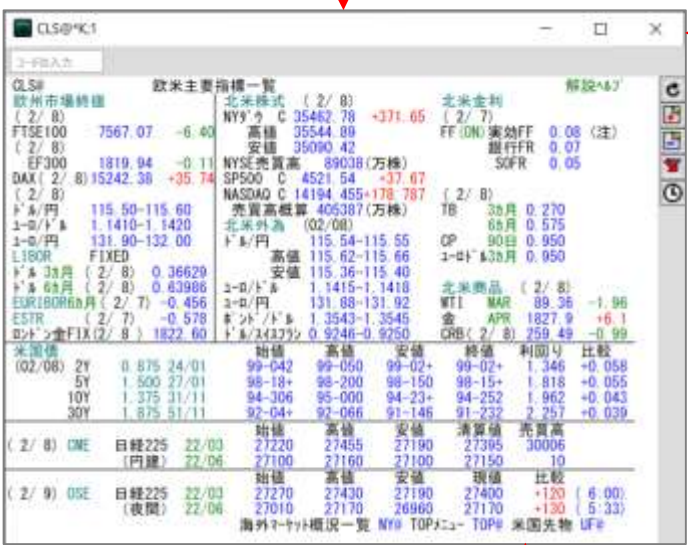 CLS@°K:1
コード入力
CLS# 欧米主要指標一覧 解説ﾍﾙﾌﾟ
欧州市場終値 北米株式 ( 2/ 8) 北米金利
( 2/ 8) NYﾀﾞｳ C 35462.78 +371.65 ( 2/ 7)
FTSE100 7567.07 -6.40 高値 35544.89 FF(ON)実効FF 0.08 (注)
( 2/ 8) 安値 35090.42 銀行FR 0.07
EF300 1819.94 -0.11 NYSE売買高 89038(万株) SOFR 0.05
DAX( 2/ 8)15242.38 +35.74 SP500 C 4521.54 +37.67
( 2/ 8) NASDAQ C 14194.455+178.787 ( 2/ 8)
ﾄﾞﾙ/円 115.50-115.60 売買高概算 405387(万株) TB 3ｶ月 0.270
ﾕｰﾛ/ﾄﾞﾙ 1.1410-1.1420 北米外為 (02/08) 6ｶ月 0.575
ﾕｰﾛ/円 131.90-132.00 ﾄﾞﾙ/円 115.54-115.55 CP 90日 0.950
LIBOR FIXED 高値 115.62-115.66 ﾕｰﾛﾄﾞﾙ3ｶ月 0.950
ﾄﾞﾙ 3ｶ月 ( 2/ 8) 0.36629 安値 115.36-115.40
ﾄﾞﾙ 6ｶ月 ( 2/ 8) 0.63986 ﾕｰﾛ/ﾄﾞﾙ 1.1415-1.1418 北米商品 ( 2/ 8)
EURIBOR6ｶ月( 2/ 7) -0.456 ﾕｰﾛ/円 131.88-131.92 WTI MAR 89.36 -1.96
ESTR ( 2/ 7) -0.578 ﾎﾟﾝﾄﾞ/ﾄﾞﾙ 1.3543-1.3545 金 APR 1827.9 +6.1
ﾛﾝﾄﾞﾝ金FIX(2/ 8 ) 1822.60 ﾄﾞﾙ/ｽｲｽﾌﾗﾝ 0.9246-0.9250 CRB( 2/ 8) 259.49 -0.99
米国債 始値 高値 安値 終値 利回り 比較
(02/08) 2Y 0.875 24/01 99-042 99-050 99-02+ 99-02+ 1.346 +0.058
5Y 1.500 27/01 98-18+ 98-200 98-150 98-15+ 1.818 +0.055
10Y 1.375 31/11 94-306 95-000 94-23+ 94-252 1.962 +0.043
30Y 1.875 51/11 92-04+ 92-066 91-146 91-232 2.257 +0.039
始値 高値 安値 清算値 売買高
( 2/ 8) CME 日経225 22/03 27220 27455 27190 27395 30006
(円建) 22/06 27100 27160 27100 27150 10
始値 高値 安値 現値 比較
( 2/ 9) OSE 日経225 22/03 27270 27430 27190 27400 +120 ( 6:00)
(夜間) 22/06 27010 27170 26960 27170 +130 ( 5:33)
海外ﾏｰｹｯﾄ概況一覧 NY# TOPﾒﾆｭｰ TOP# 米国先物 UF#